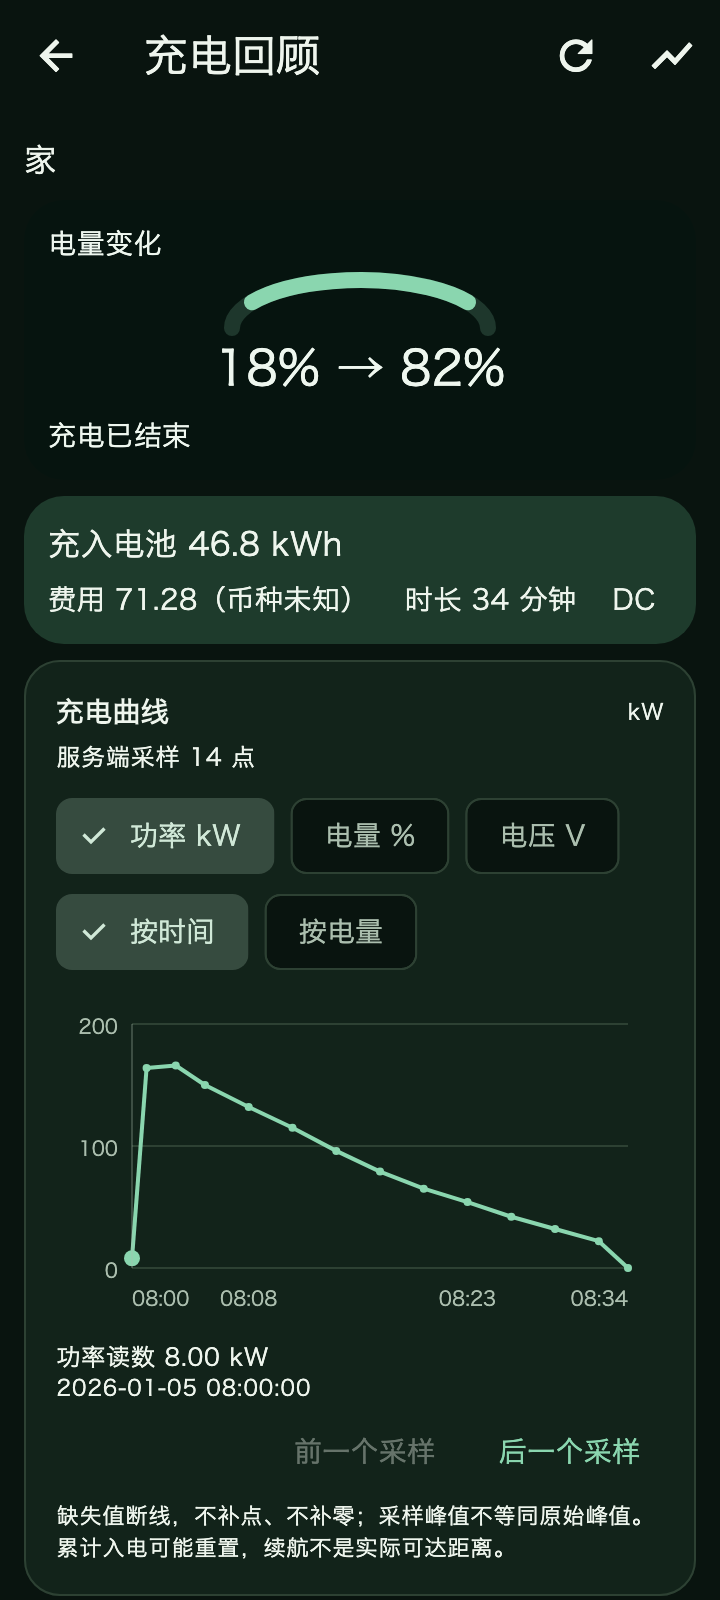 充电回顾
家
电量变化
18% → 82%
充电已结束
充入电池 46.8 kWh
费用 71.28（币种未知） 时长 34 分钟 DC
充电曲线 kW
服务端采样 14 点
功率 kW 电量 % 电压 V
按时间 按电量
200
100
0
08:00 08:08 08:23 08:34
功率读数 8.00 kW
2026-01-05 08:00:00
前一个采样 后一个采样
缺失值断线，不补点、不补零；采样峰值不等同原始峰值。
累计入电可能重置，续航不是实际可达距离。